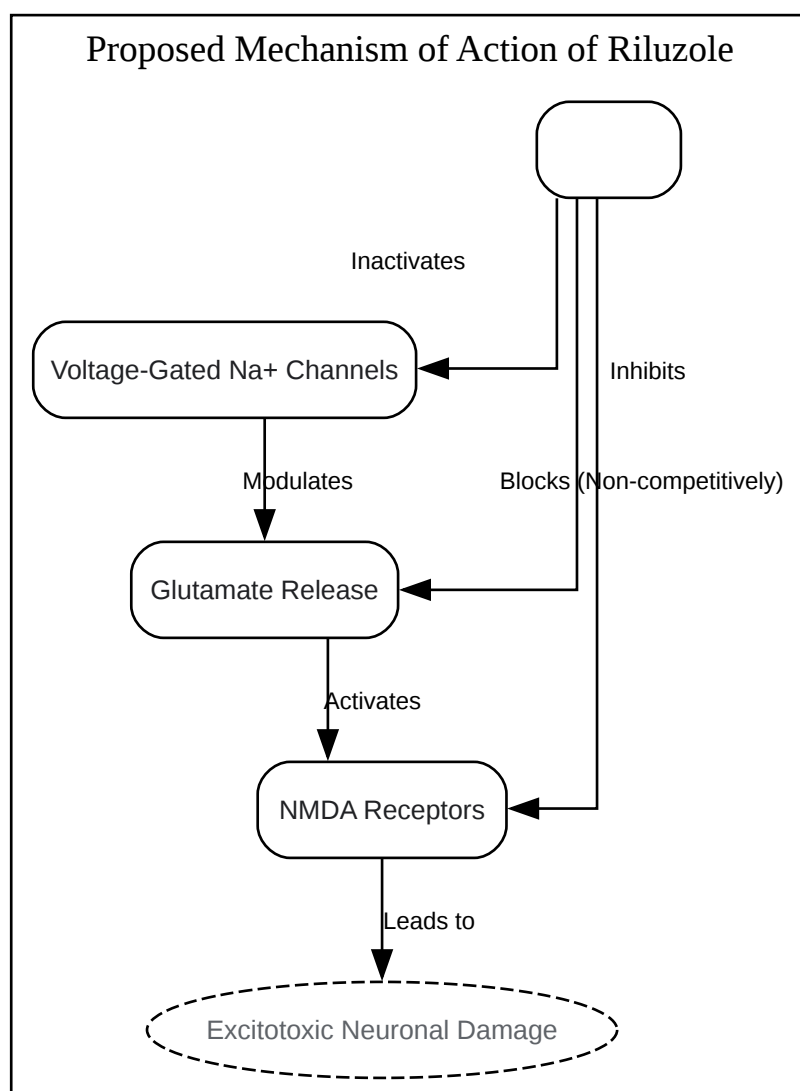 Proposed Mechanism of Action of Riluzole
Inactivates
Voltage-Gated Na+ Channels
Inhibits
Modulates
Blocks (Non-competitively)
Glutamate Release
Activates
NMDA Receptors
Leads to
Excitotoxic Neuronal Damage